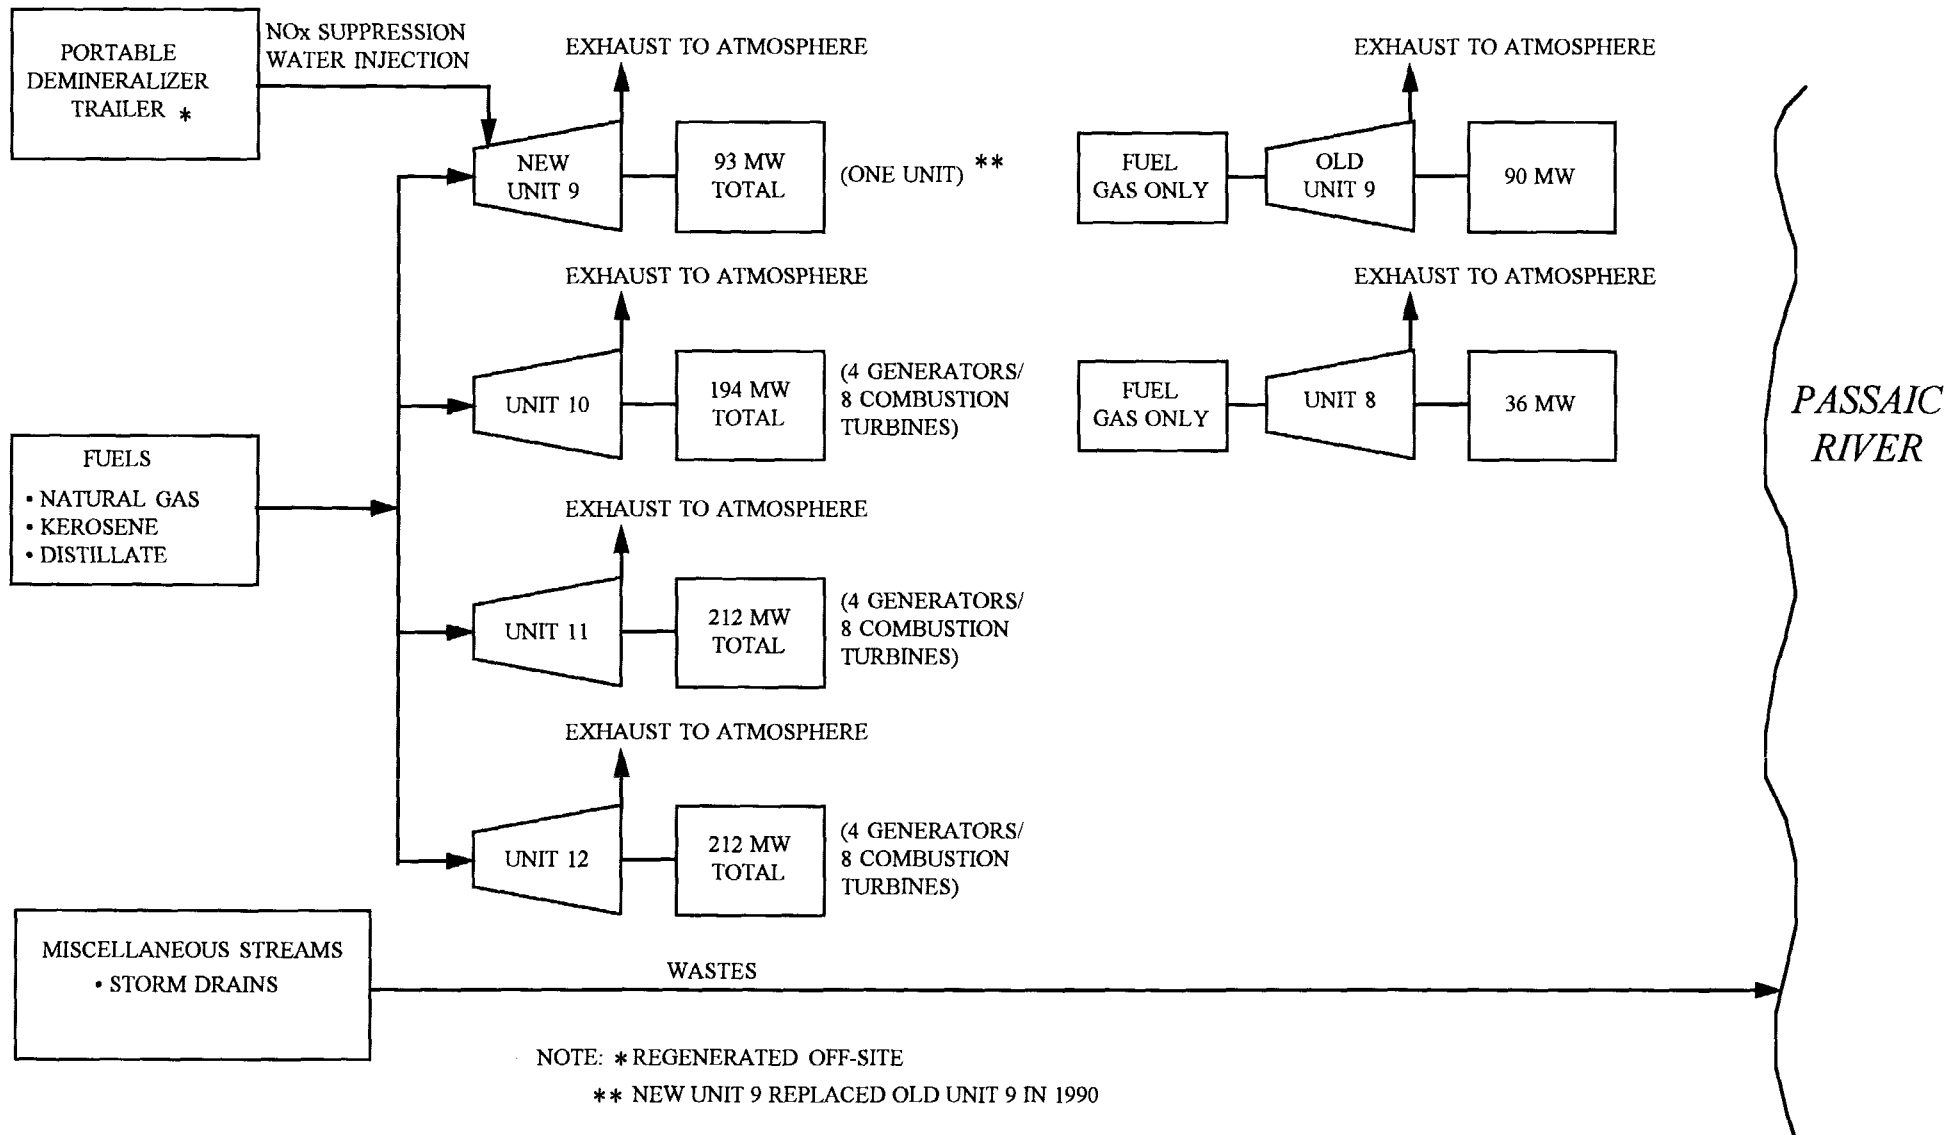 PORTABLE
DEMINERALIZER
TRAILER *
NOx SUPPRESSION
WATER INJECTION
EXHAUST TO ATMOSPHERE
NEW
UNIT 9
93 MW
TOTAL
(ONE UNIT) **
EXHAUST TO ATMOSPHERE
FUEL
GAS ONLY
OLD
UNIT 9
90 MW
EXHAUST TO ATMOSPHERE
UNIT 10
194 MW
TOTAL
(4 GENERATORS/
8 COMBUSTION
TURBINES)
EXHAUST TO ATMOSPHERE
FUEL
GAS ONLY
UNIT 8
36 MW
PASSAIC
RIVER
FUELS
• NATURAL GAS
• KEROSENE
• DISTILLATE
EXHAUST TO ATMOSPHERE
UNIT 11
212 MW
TOTAL
(4 GENERATORS/
8 COMBUSTION
TURBINES)
EXHAUST TO ATMOSPHERE
UNIT 12
212 MW
TOTAL
(4 GENERATORS/
8 COMBUSTION
TURBINES)
MISCELLANEOUS STREAMS
• STORM DRAINS
WASTES
NOTE: * REGENERATED OFF-SITE
** NEW UNIT 9 REPLACED OLD UNIT 9 IN 1990